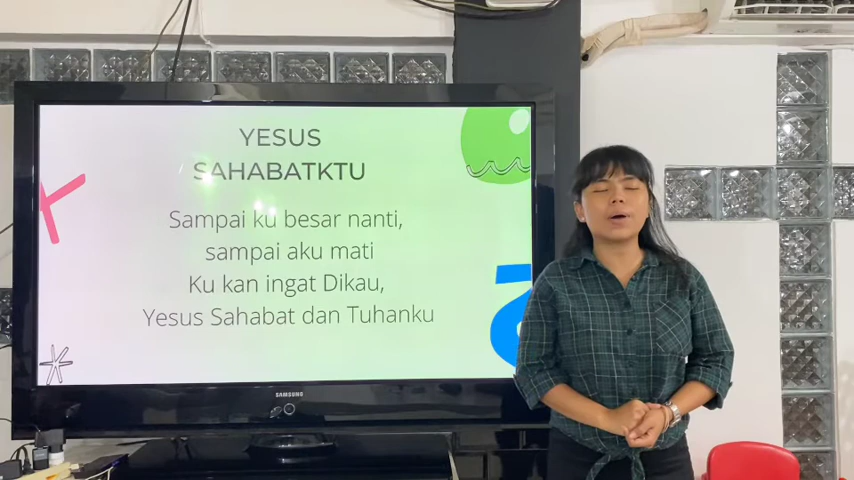 YESUS
SAHABATKTU
Sampai ku besar nanti,
sampai aku mati
Ku kan ingat Dikau,
Yesus Sahabat dan Tuhanku
SAMSUNG